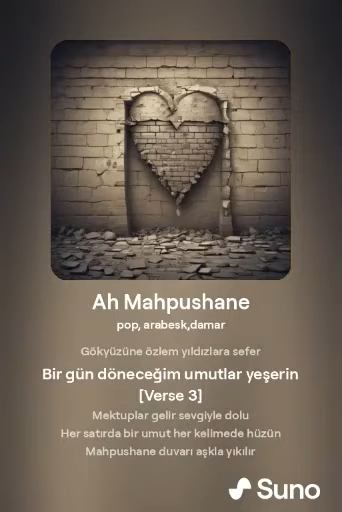 Ah Mahpushane
pop, arabesk,damar
Gökyüzüne özlem yıldızlara sefer
Bir gün döneceğim umutlar yeşerin
[Verse 3]
Mektuplar gelir sevgiyle dolu
Her satırda bir umut her kelimede hüzün
Mahpushane duvarı aşkla yıkılır
Suno